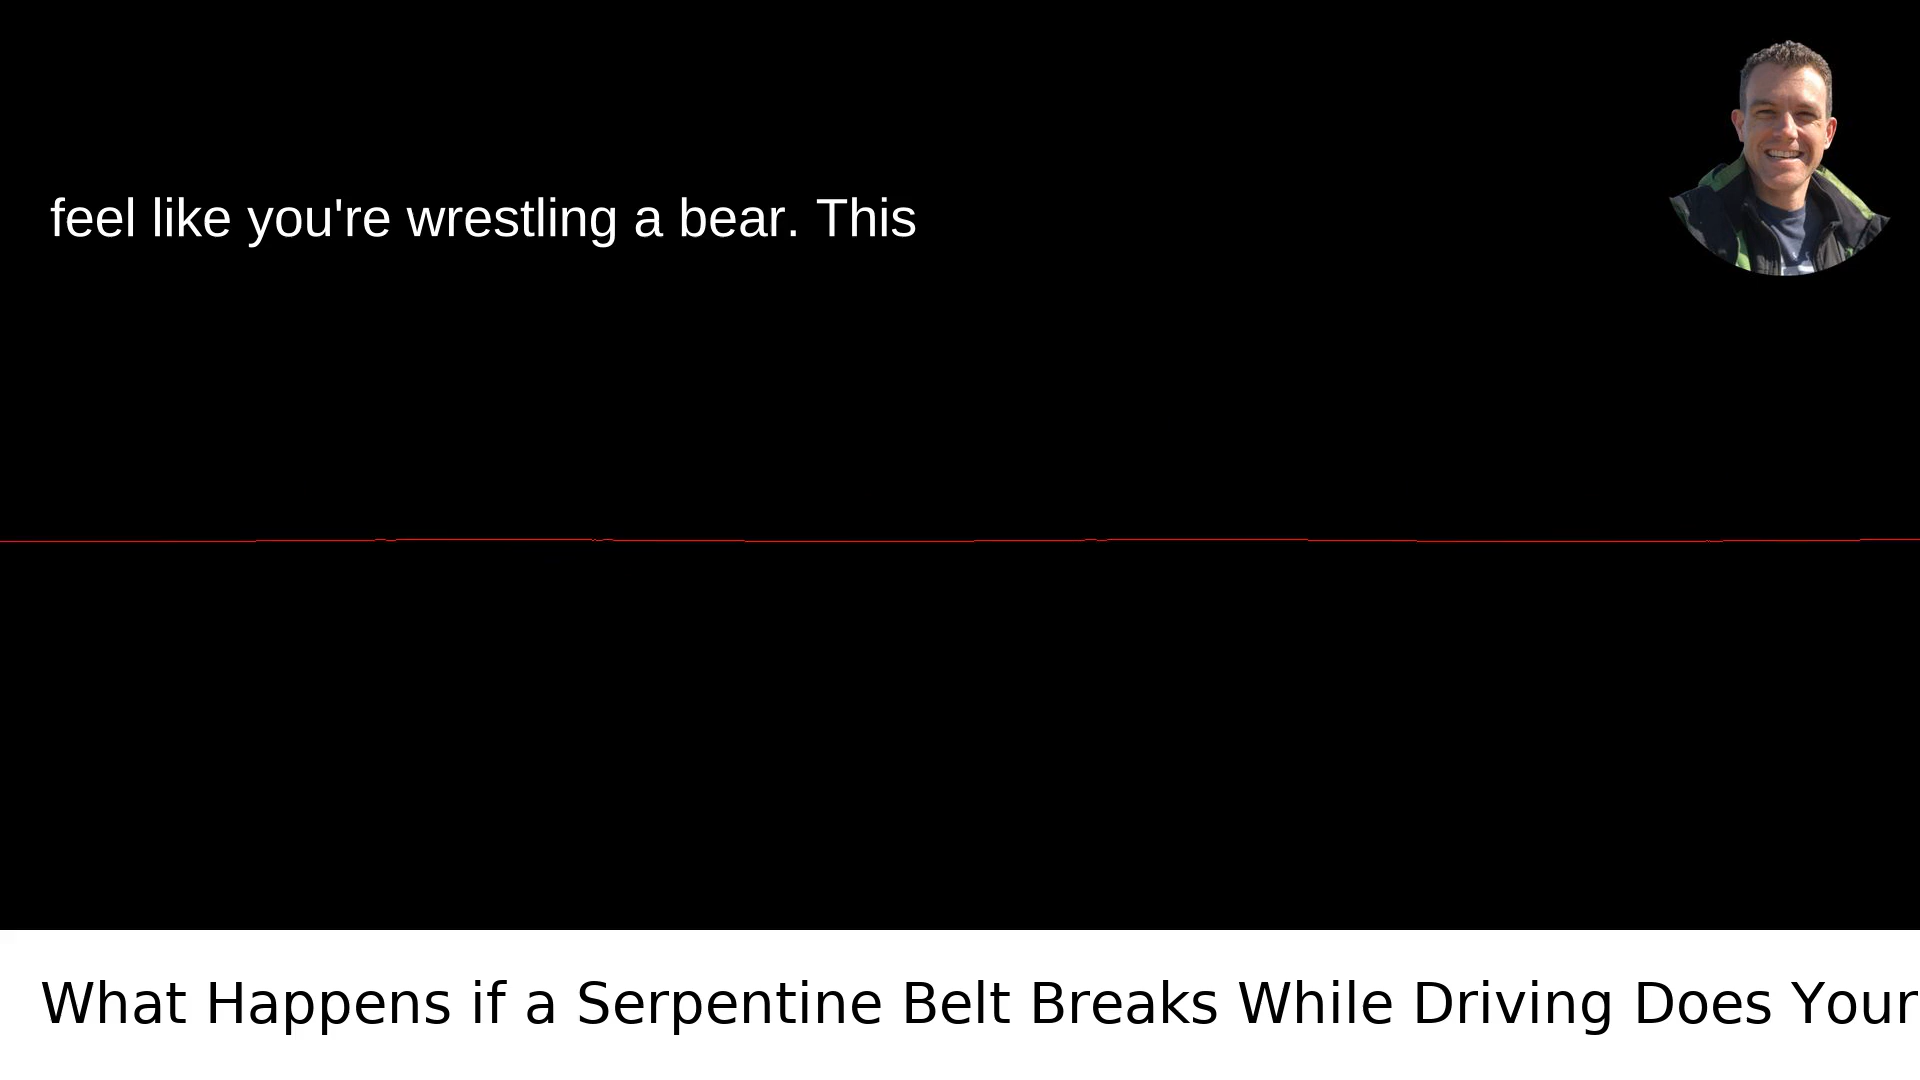 feel like you're wrestling a bear. This
What Happens if a Serpentine Belt Breaks While Driving Does Your